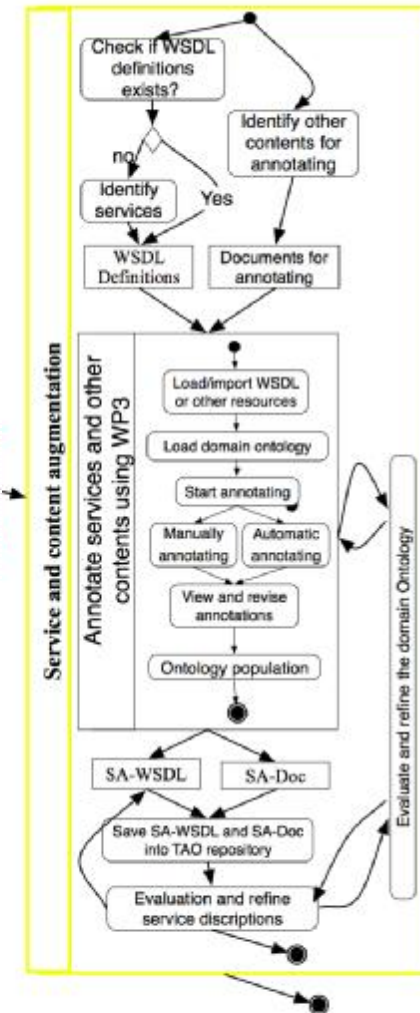 Check if WSDL
definitions
exists?
Identify other
contents for
annotating
no
Yes
Identify
services
WSDL
Definitions
Documents for
annotating
Service and content augmentation
Annotate services and other
contents using WP3
Load/import WSDL
or other resources
Load domain ontology
Start annotating
Manually
annotating
Automatic
annotating
View and revise
annotations
Ontology population
Evaluate and refine the domain Ontology
SA-WSDL
SA-Doc
Save SA-WSDL and SA-Doc
into TAO repository
Evaluation and refine
service discriptions